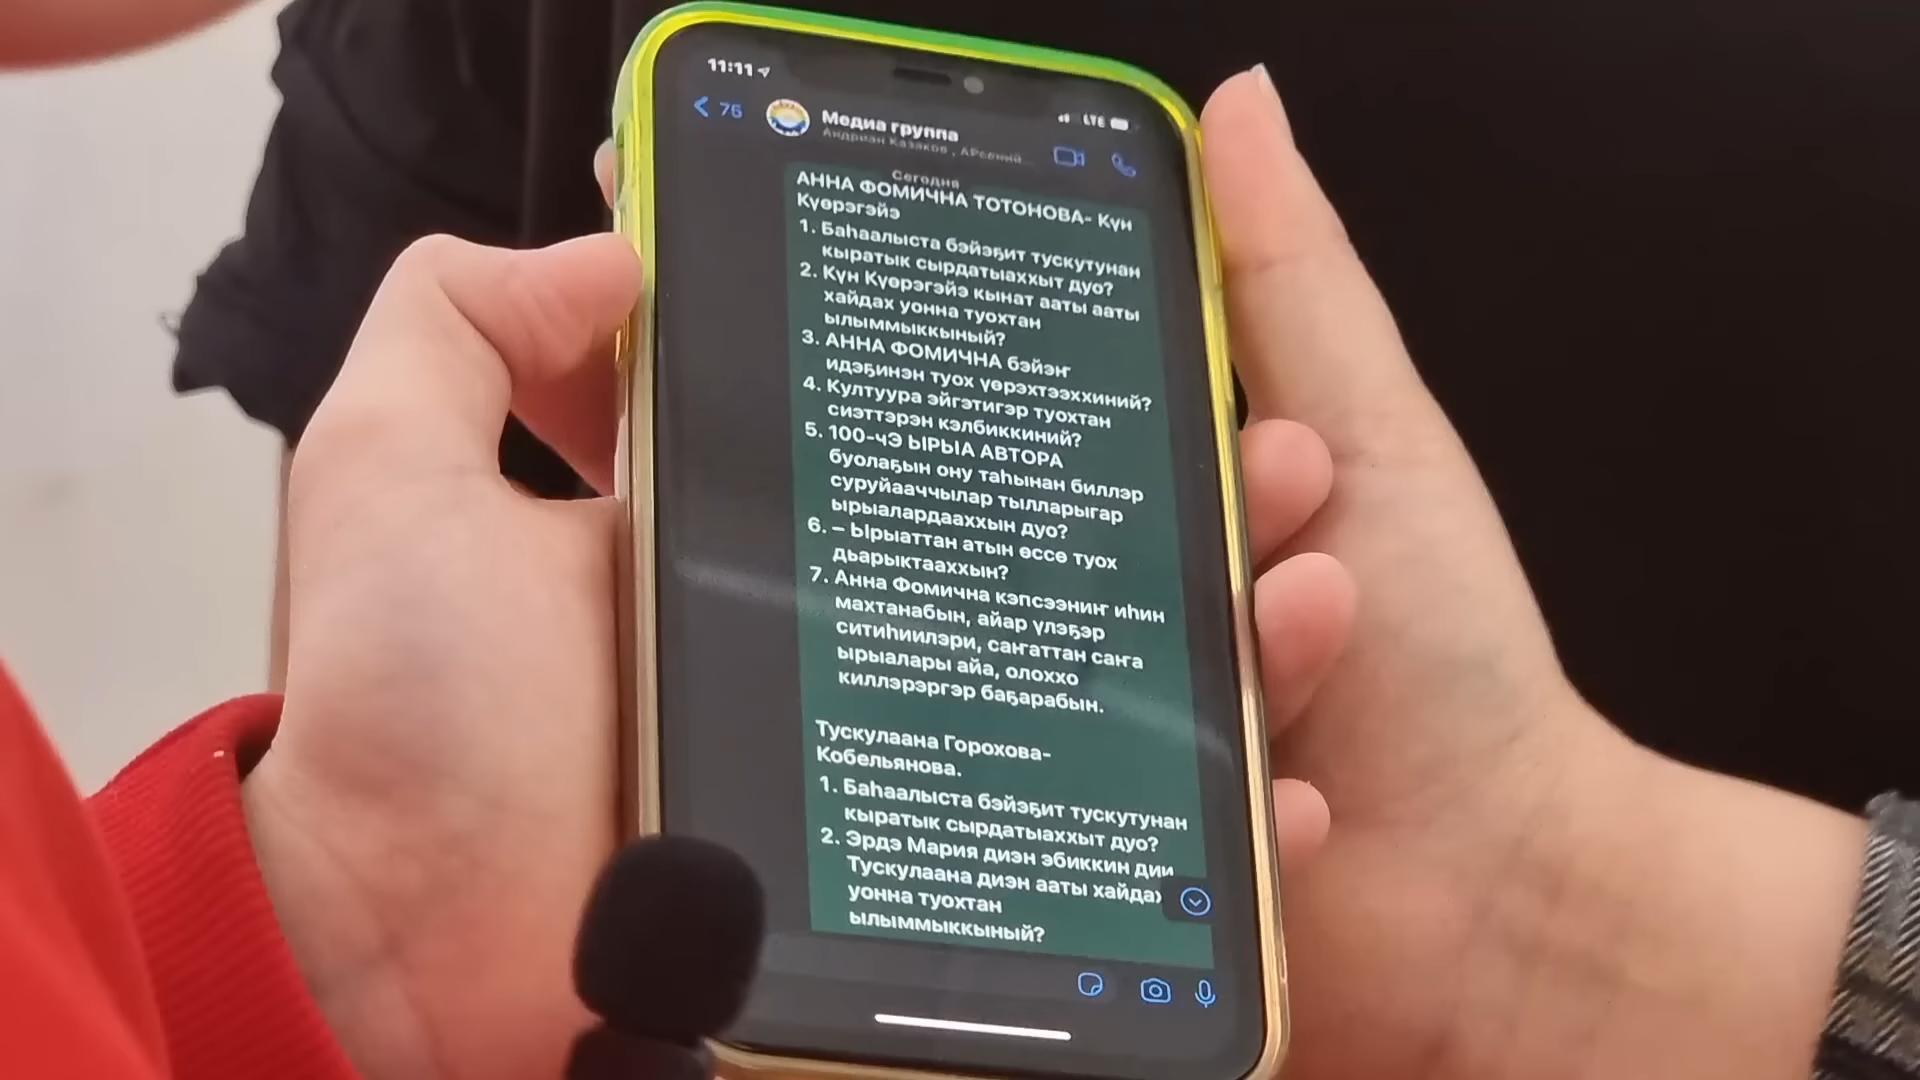 11:11
LTE
75
Медиа группа
Андриан Казаков, АРсений...
Сегодня
АННА ФОМИЧНА ТОТОНОВА- Күн
Күөрэгэйэ
1. Баһаалыста бэйэҕит тускутунан
кыратык сырдатыаххыт дуо?
2. Күн Күөрэгэйэ кынат ааты ааты
хайдах уонна туохтан
ылыммыккыный?
3. АННА ФОМИЧНА бэйэҥ
идэҕинэн туох үөрэхтээххиний?
4. Култуура эйгэтигэр туохтан
сиэттэрэн кэлбиккиний?
5. 100-чЭ ЫРЫА АВТОРА
буолаҕын ону таһынан биллэр
суруйааччылар тылларыгар
ырыалардааххын дуо?
6. – Ырыаттан атын өссө туох
дьарыктааххын?
7. Анна Фомична кэпсээниҥ иһин
махтанабын, айар үлэҕэр
ситиһиилэри, саҥаттан саҥа
ырыалары айа, олоххо
киллэрэргэр баҕарабын.
Тускулаана Горохова-
Кобельянова.
1. Баһаалыста бэйэҕит тускутунан
кыратык сырдатыаххыт дуо?
2. Эрдэ Мария диэн эбиккин дии
Тускулаана диэн ааты хайдах
уонна туохтан
ылыммыккыный?